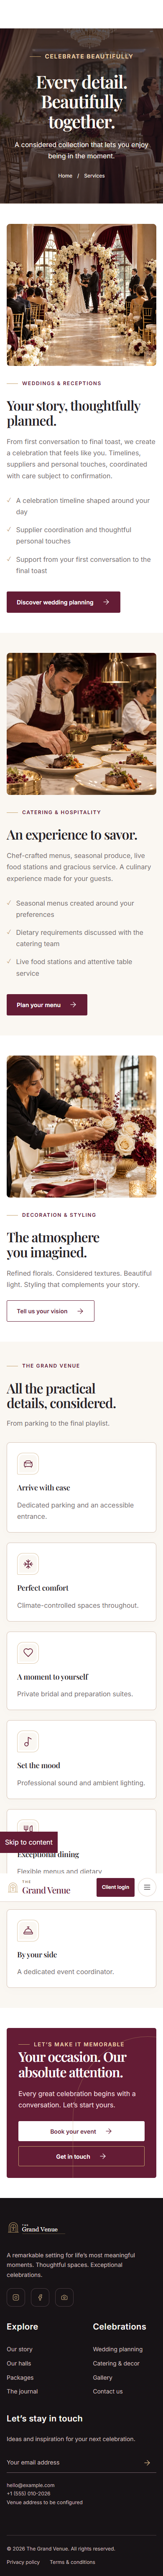 CELEBRATE BEAUTIFULLY
Every detail.
Beautifully
together.
A considered collection that lets you enjoy
being in the moment.
Home / Services
WEDDINGS & RECEPTIONS
Your story, thoughtfully
planned.
From first conversation to final toast, we create
a celebration that feels like you. Timelines,
suppliers and personal touches, coordinated
with care subject to confirmation.
✓ A celebration timeline shaped around your
day
✓ Supplier coordination and thoughtful
personal touches
✓ Support from your first conversation to the
final toast
Discover wedding planning →
CATERING & HOSPITALITY
An experience to savor.
Chef-crafted menus, seasonal produce, live
food stations and gracious service. A culinary
experience made for your guests.
✓ Seasonal menus created around your
preferences
✓ Dietary requirements discussed with the
catering team
✓ Live food stations and attentive table
service
Plan your menu →
DECORATION & STYLING
The atmosphere
you imagined.
Refined florals. Considered textures. Beautiful
light. Styling that complements your story.
Tell us your vision →
THE GRAND VENUE
All the practical
details, considered.
From parking to the final playlist.
Arrive with ease
Dedicated parking and an accessible
entrance.
Perfect comfort
Climate-controlled spaces throughout.
A moment to yourself
Private bridal and preparation suites.
Set the mood
Professional sound and ambient lighting.
Skip to content
Exceptional dining
Flexible menus and dietary
THE
Grand Venue
Client login
By your side
A dedicated event coordinator.
LET'S MAKE IT MEMORABLE
Your occasion. Our
absolute attention.
Every great celebration begins with a
conversation. Let's start yours.
Book your event →
Get in touch →
THE
Grand Venue
A remarkable setting for life's most meaningful
moments. Thoughtful spaces. Exceptional
celebrations.
Explore
Our story
Our halls
Packages
The journal
Celebrations
Wedding planning
Catering & decor
Gallery
Contact us
Let's stay in touch
Ideas and inspiration for your next celebration.
Your email address →
hello@example.com
+1 (555) 010-2026
Venue address to be configured
© 2026 The Grand Venue. All rights reserved.
Privacy policy Terms & conditions